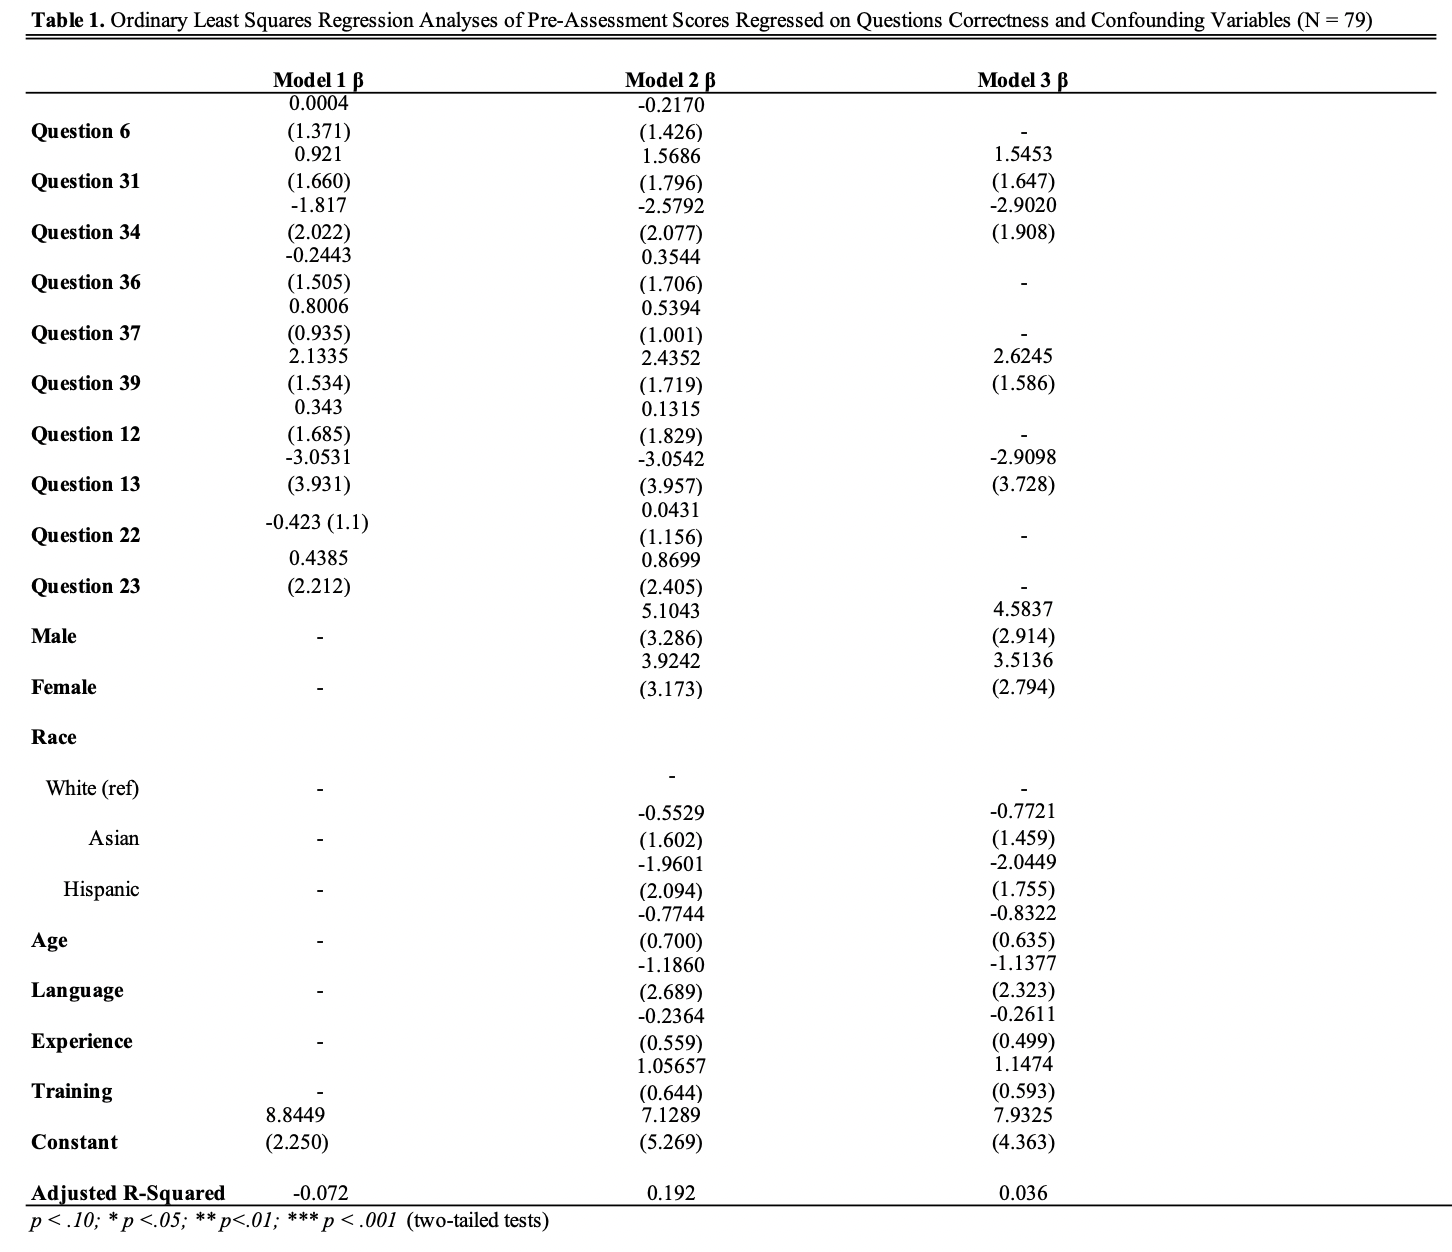 Table 1. Ordinary Least Squares Regression Analyses of Pre-Assessment Scores Regressed on Questions Correctness and Confounding Variables (N = 79)
Model 1 β Model 2 β Model 3 β
0.0004 -0.2170
Question 6 (1.371) (1.426) -
0.921 1.5686 1.5453
Question 31 (1.660) (1.796) (1.647)
-1.817 -2.5792 -2.9020
Question 34 (2.022) (2.077) (1.908)
-0.2443 0.3544
Question 36 (1.505) (1.706) -
0.8006 0.5394
Question 37 (0.935) (1.001) -
2.1335 2.4352 2.6245
Question 39 (1.534) (1.719) (1.586)
0.343 0.1315
Question 12 (1.685) (1.829) -
-3.0531 -3.0542 -2.9098
Question 13 (3.931) (3.957) (3.728)
-0.423 (1.1) 0.0431
Question 22 (1.156) -
0.4385 0.8699
Question 23 (2.212) (2.405) -
5.1043 4.5837
Male - (3.286) (2.914)
3.9242 3.5136
Female - (3.173) (2.794)
Race
White (ref) - - -
-0.5529 -0.7721
Asian - (1.602) (1.459)
-1.9601 -2.0449
Hispanic - (2.094) (1.755)
-0.7744 -0.8322
Age - (0.700) (0.635)
-1.1860 -1.1377
Language - (2.689) (2.323)
-0.2364 -0.2611
Experience - (0.559) (0.499)
1.05657 1.1474
Training - (0.644) (0.593)
8.8449 7.1289 7.9325
Constant (2.250) (5.269) (4.363)
Adjusted R-Squared -0.072 0.192 0.036
p < .10; * p <.05; ** p<.01; *** p < .001 (two-tailed tests)